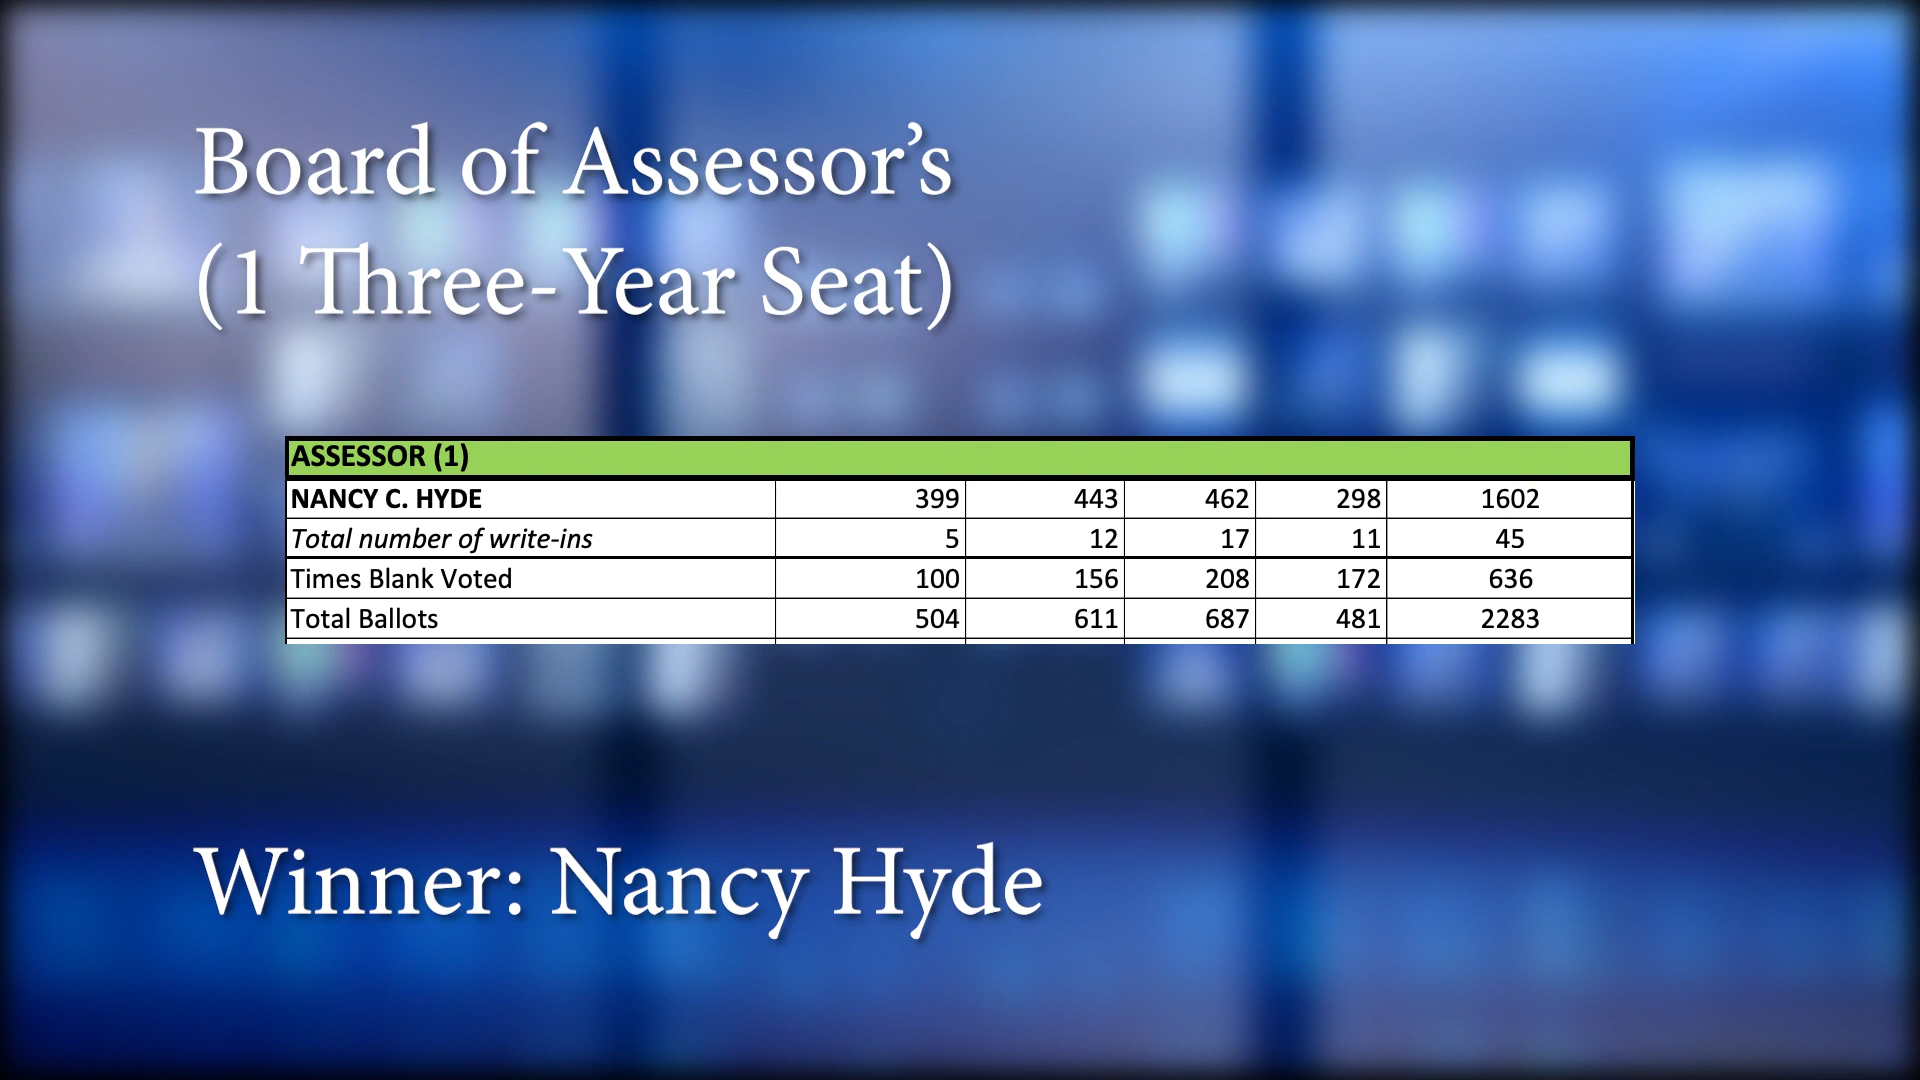 Board of Assessor’s
(1 Three-Year Seat)
ASSESSOR (1)
NANCY C. HYDE 399 443 462 298 1602
Total number of write-ins 5 12 17 11 45
Times Blank Voted 100 156 208 172 636
Total Ballots 504 611 687 481 2283
Winner: Nancy Hyde